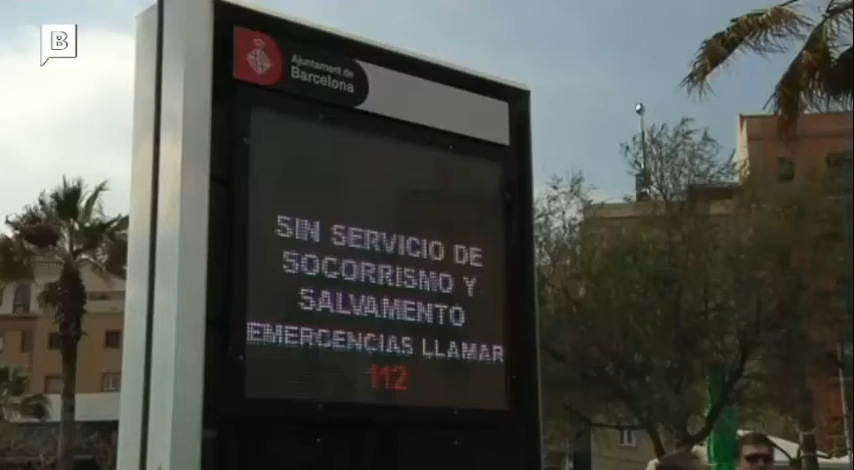 B
Ajuntament de
Barcelona
SIN SERVICIO DE
SOCORRISMO Y
SALVAMENTO
EMERGENCIAS LLAMAR
112